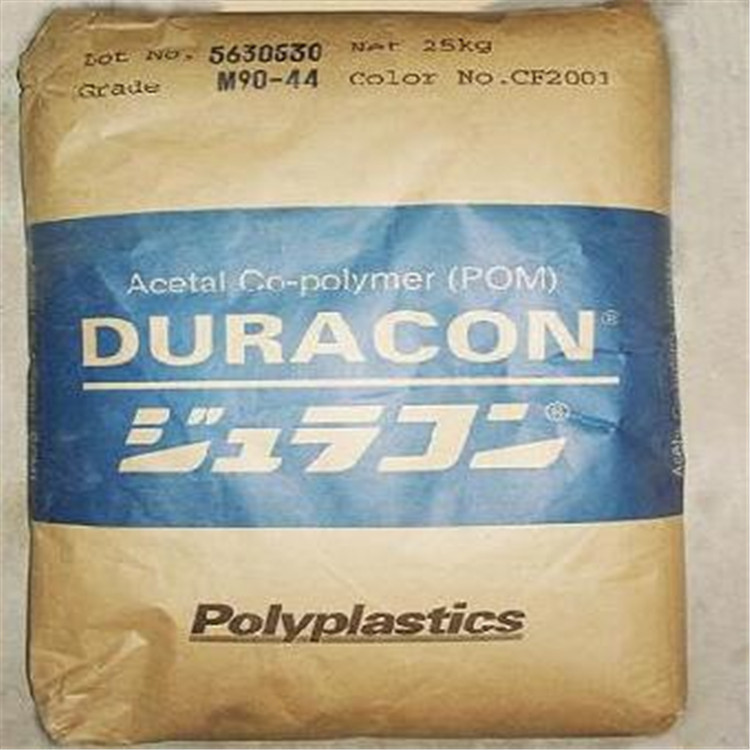 Lot No. 5630530 Net 25kg
Grade M90-44 Color No.CF2001
Acetal Co-polymer (POM)
DURACON®
ジュラコン®
Polyplastics